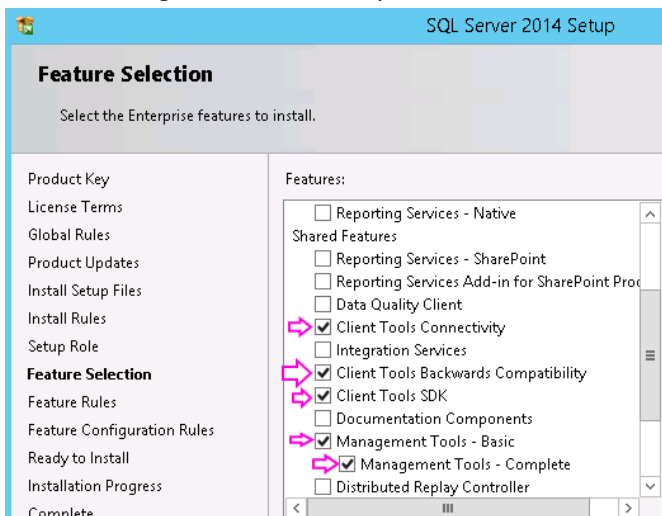 SQL Server 2014 Setup
Feature Selection
Select the Enterprise features to install.
Product Key
License Terms
Global Rules
Product Updates
Install Setup Files
Install Rules
Setup Role
Feature Selection
Feature Rules
Feature Configuration Rules
Ready to Install
Installation Progress
Complete
Features:
Reporting Services - Native
Shared Features
Reporting Services - SharePoint
Reporting Services Add-in for SharePoint Proc
Data Quality Client
Client Tools Connectivity
Integration Services
Client Tools Backwards Compatibility
Client Tools SDK
Documentation Components
Management Tools - Basic
Management Tools - Complete
Distributed Replay Controller